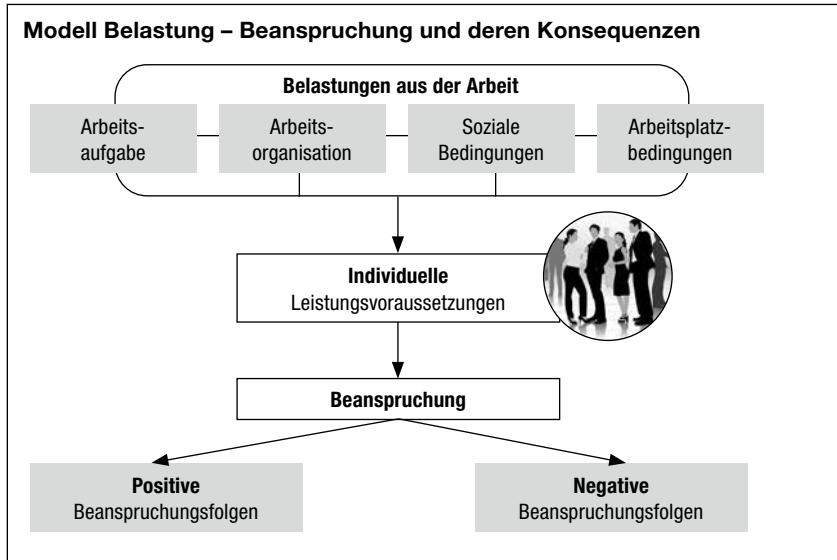 Modell Belastung – Beanspruchung und deren Konsequenzen
Belastungen aus der Arbeit
Arbeits-
aufgabe
Arbeits-
organisation
Soziale
Bedingungen
Arbeitsplatz-
bedingungen
Individuelle
Leistungsvoraussetzungen
Beanspruchung
Positive
Beanspruchungsfolgen
Negative
Beanspruchungsfolgen